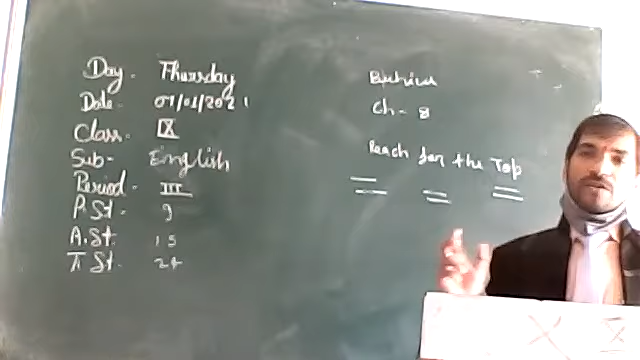 Day. Thursday
Date. 07/01/2021
Class. IX
Sub- English
Period. III
P. St. 9
A. St. 15
T. St. 24
Ch - 8
Reach for the Top